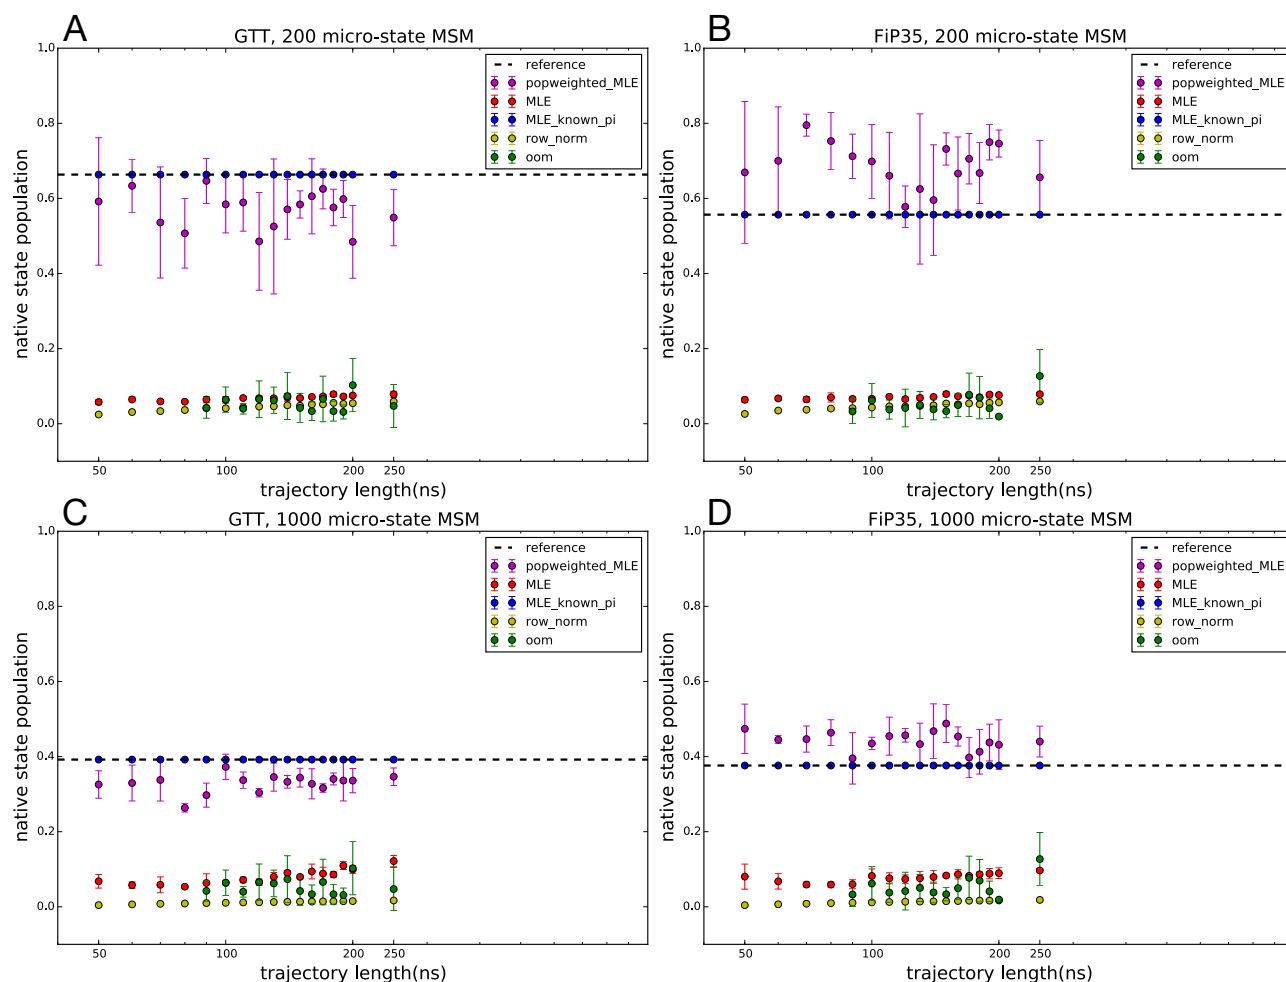 A
GTT, 200 micro-state MSM
1.0
0.8
0.6
0.4
0.2
0.0
native state population
reference
popweighted_MLE
MLE
MLE_known_pi
row_norm
oom
50
100
200
250
trajectory length(ns)
B
FiP35, 200 micro-state MSM
1.0
0.8
0.6
0.4
0.2
0.0
native state population
reference
popweighted_MLE
MLE
MLE_known_pi
row_norm
oom
50
100
200
250
trajectory length(ns)
C
GTT, 1000 micro-state MSM
1.0
0.8
0.6
0.4
0.2
0.0
native state population
reference
popweighted_MLE
MLE
MLE_known_pi
row_norm
oom
50
100
200
250
trajectory length(ns)
D
FiP35, 1000 micro-state MSM
1.0
0.8
0.6
0.4
0.2
0.0
native state population
reference
popweighted_MLE
MLE
MLE_known_pi
row_norm
oom
50
100
200
250
trajectory length(ns)